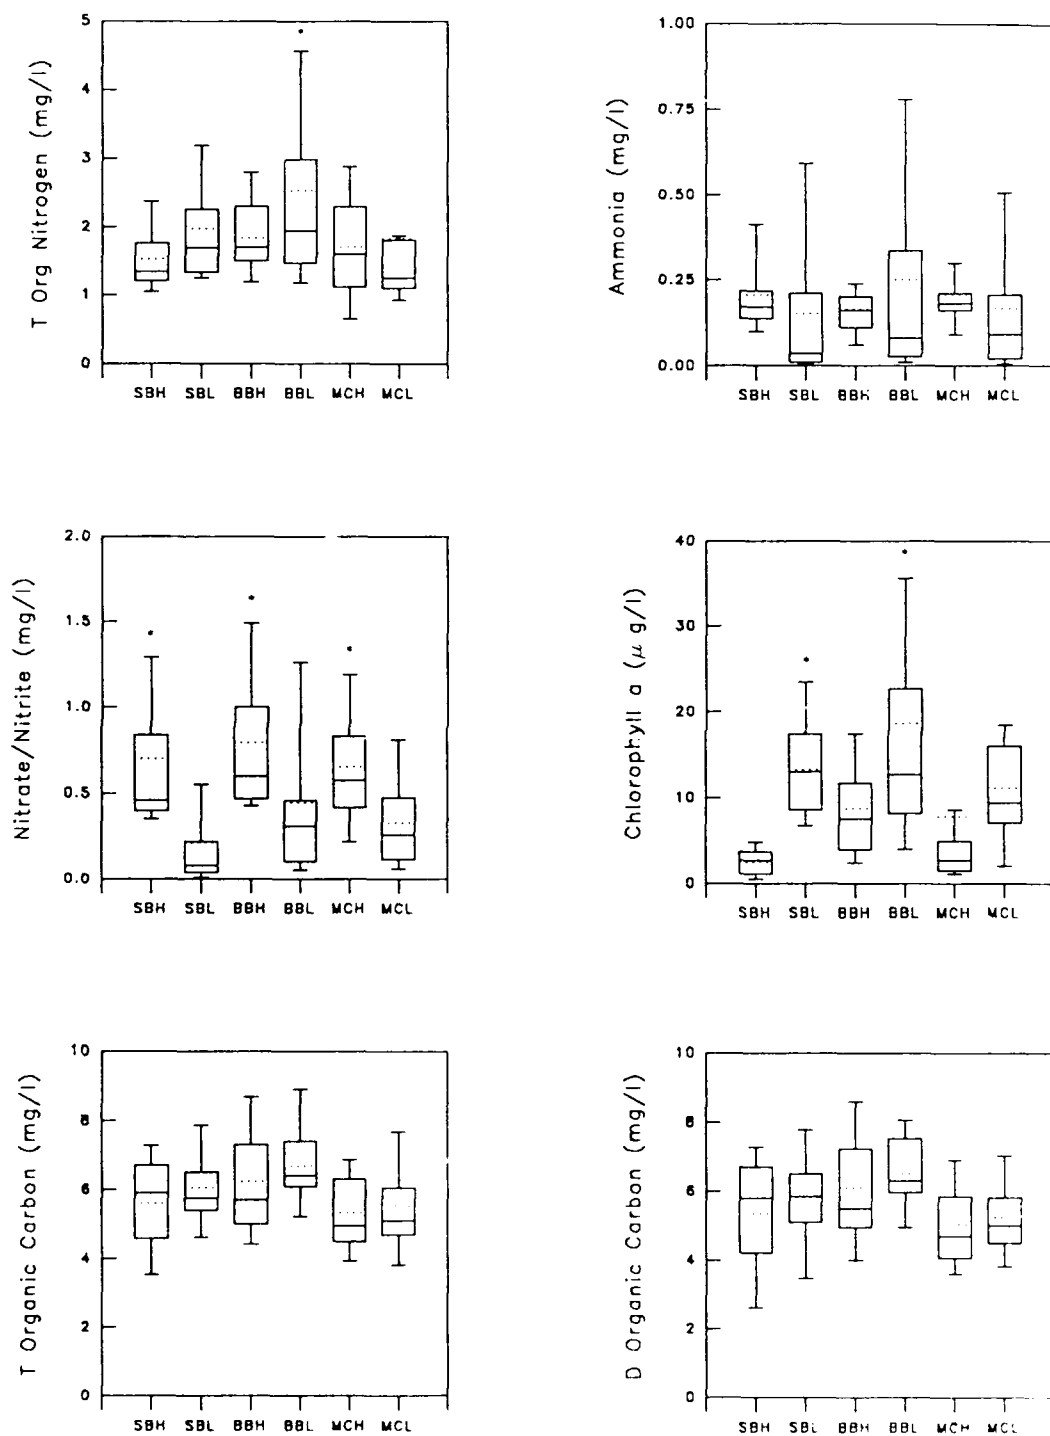 T Org Nitrogen (mg/l)
5
4
3
2
1
0
SBH SBL BBH BBL MCH MCL
Ammonia (mg/l)
1.00
0.75
0.50
0.25
0.00
SBH SBL BBH BBL MCH MCL
Nitrate/Nitrite (mg/l)
2.0
1.5
1.0
0.5
0.0
SBH SBL BBH BBL MCH MCL
Chlorophyll a (μ g/l)
40
30
20
10
0
SBH SBL BBH BBL MCH MCL
T Organic Carbon (mg/l)
10
8
6
4
2
0
SBH SBL BBH BBL MCH MCL
D Organic Carbon (mg/l)
10
8
6
4
2
0
SBH SBL BBH BBL MCH MCL